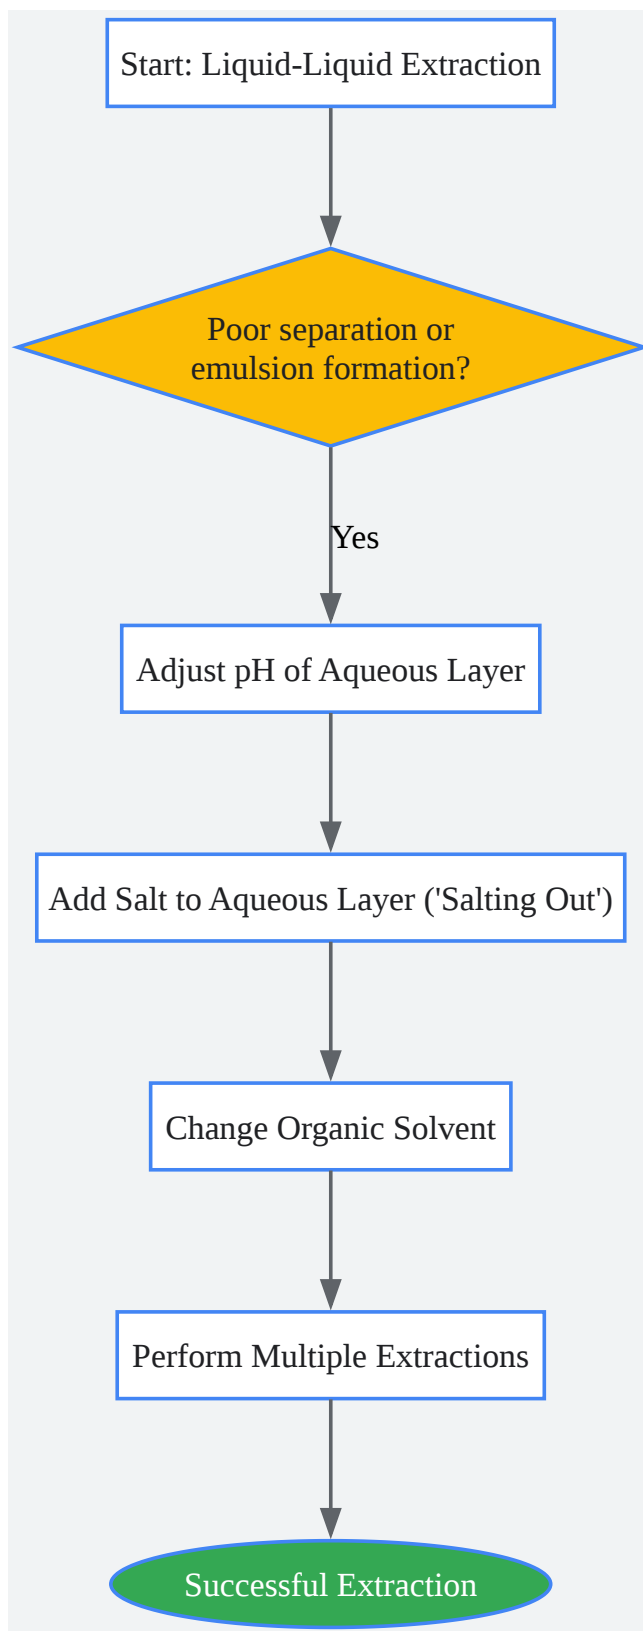 Start: Liquid-Liquid Extraction
Poor separation or
emulsion formation?
Yes
Adjust pH of Aqueous Layer
Add Salt to Aqueous Layer ('Salting Out')
Change Organic Solvent
Perform Multiple Extractions
Successful Extraction